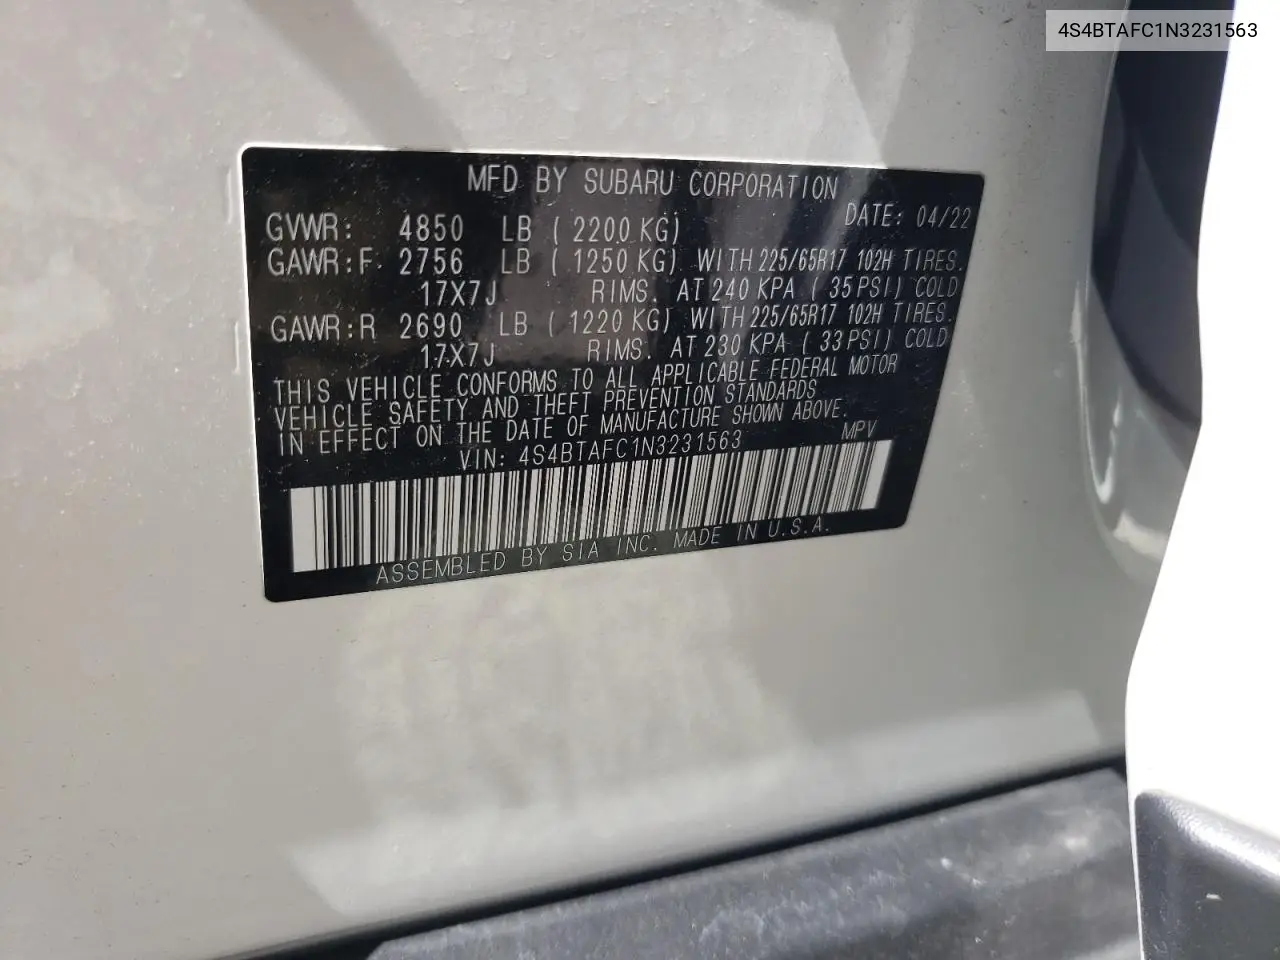 4S4BTAFC1N3231563
MFD BY SUBARU CORPORATION
DATE: 04/22
GVWR: 4850 LB ( 2200 KG)
GAWR:F 2756 LB ( 1250 KG) WITH 225/65R17 102H TIRES.
17X7J RIMS. AT 240 KPA ( 35 PSI) COLD
GAWR:R 2690 LB ( 1220 KG) WITH 225/65R17 102H TIRES.
17X7J RIMS. AT 230 KPA ( 33 PSI) COLD
THIS VEHICLE CONFORMS TO ALL APPLICABLE FEDERAL MOTOR
VEHICLE SAFETY AND THEFT PREVENTION STANDARDS
IN EFFECT ON THE DATE OF MANUFACTURE SHOWN ABOVE.
VIN: 4S4BTAFC1N3231563 MPV
ASSEMBLED BY SIA INC. MADE IN U.S.A.